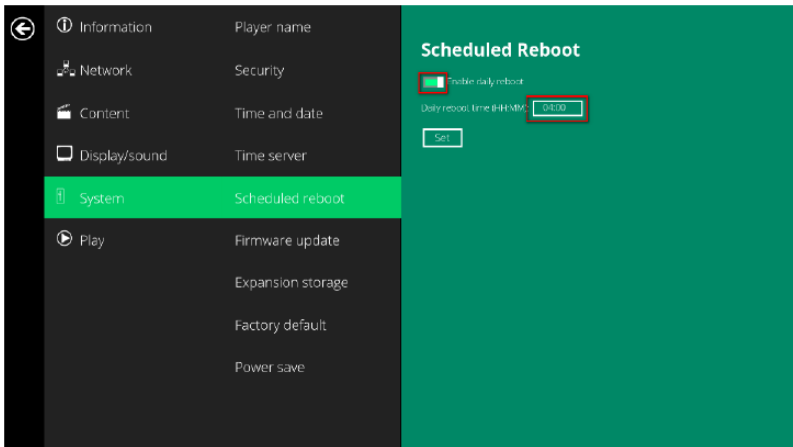 Information
Network
Content
Display/sound
System
Play
Player name
Security
Time and date
Time server
Scheduled reboot
Firmware update
Expansion storage
Factory default
Power save
Scheduled Reboot
Enable daily reboot
Daily reboot time (HH:MM) 04:00
Set